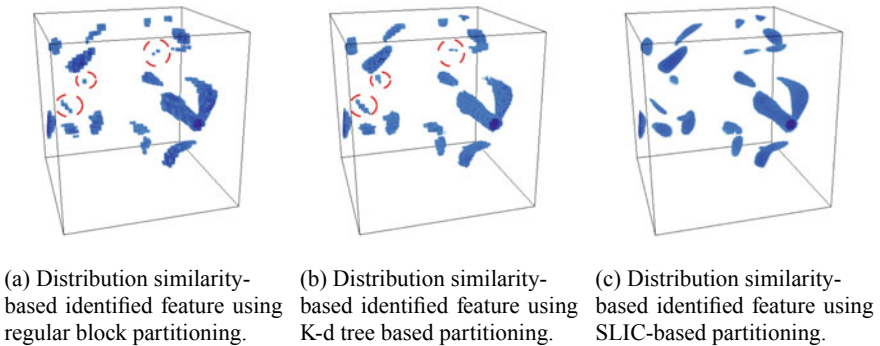 (a) Distribution similarity-
based identified feature using
regular block partitioning.
(b) Distribution similarity-
based identified feature using
K-d tree based partitioning.
(c) Distribution similarity-
based identified feature using
SLIC-based partitioning.